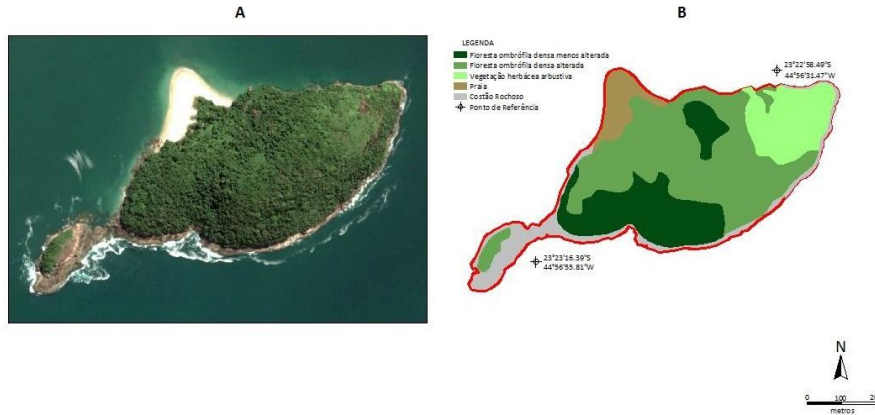 A
B
LEGENDA
Floresta ombrófila densa menos alterada
Floresta ombrófila densa alterada
Vegetação herbácea arbustiva
Praia
Costão Rochoso
Ponto de Referência
23°22'58.49"S
44°56'31.47"W
23°23'16.39"S
44°56'55.81"W
N
0 100
metros